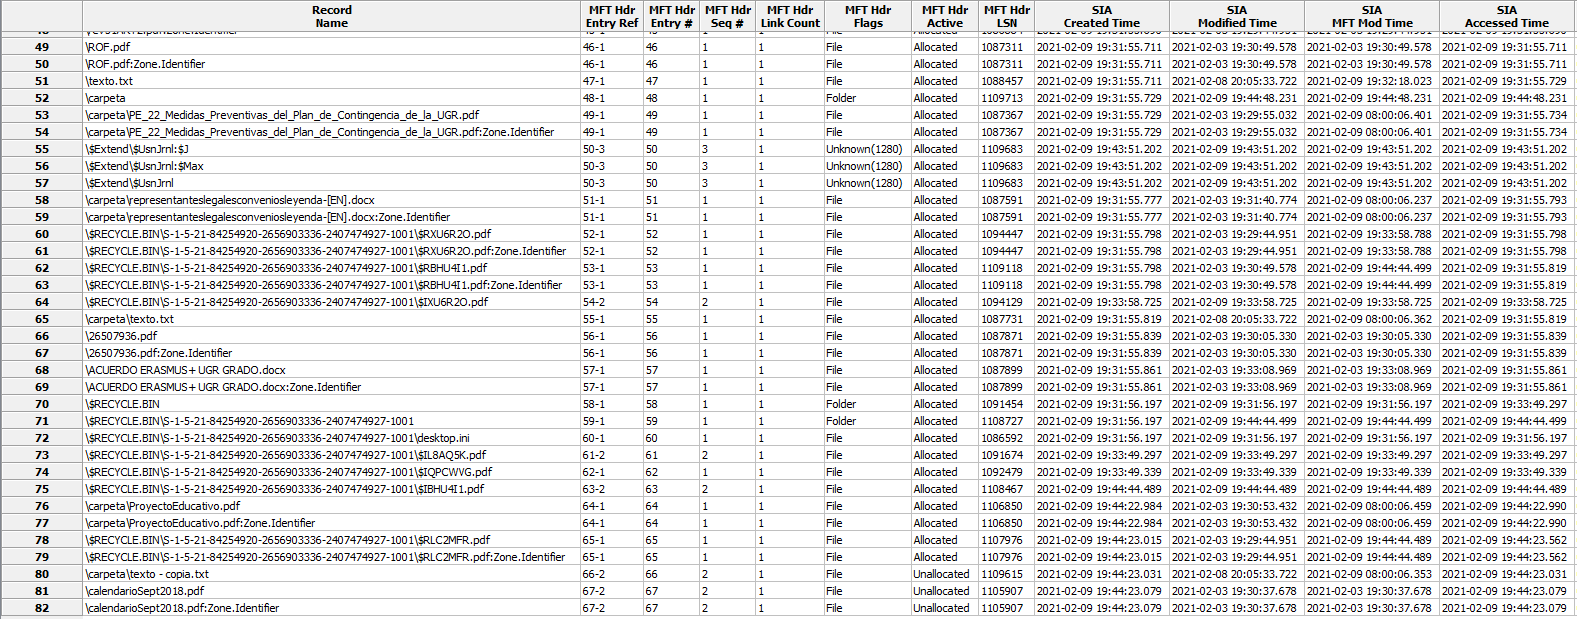 Record Name MFT Hdr Entry Ref MFT Hdr Entry # MFT Hdr Seq # MFT Hdr Link Count MFT Hdr Flags MFT Hdr Active MFT Hdr LSN SIA Created Time SIA Modified Time SIA MFT Mod Time SIA Accessed Time
49 \ROF.pdf 46-1 46 1 1 File Allocated 1087311 2021-02-09 19:31:55.711 2021-02-03 19:30:49.578 2021-02-03 19:30:49.578 2021-02-09 19:31:55.711
50 \ROF.pdf:Zone.Identifier 46-1 46 1 1 File Allocated 1087311 2021-02-09 19:31:55.711 2021-02-03 19:30:49.578 2021-02-03 19:30:49.578 2021-02-09 19:31:55.711
51 \texto.txt 47-1 47 1 1 File Allocated 1088457 2021-02-09 19:31:55.711 2021-02-08 20:05:33.722 2021-02-09 19:32:18.023 2021-02-09 19:31:55.729
52 \carpeta 48-1 48 1 1 Folder Allocated 1109713 2021-02-09 19:31:55.729 2021-02-09 19:44:48.231 2021-02-09 19:44:48.231 2021-02-09 19:44:48.231
53 \carpeta\PE_22_Medidas_Preventivas_del_Plan_de_Contingencia_de_la_UGR.pdf 49-1 49 1 1 File Allocated 1087367 2021-02-09 19:31:55.729 2021-02-03 19:29:55.032 2021-02-09 08:00:06.401 2021-02-09 19:31:55.734
54 \carpeta\PE_22_Medidas_Preventivas_del_Plan_de_Contingencia_de_la_UGR.pdf:Zone.Identifier 49-1 49 1 1 File Allocated 1087367 2021-02-09 19:31:55.729 2021-02-03 19:29:55.032 2021-02-09 08:00:06.401 2021-02-09 19:31:55.734
55 \$Extend\$UsnJrnl:$J 50-3 50 3 1 Unknown(1280) Allocated 1109683 2021-02-09 19:43:51.202 2021-02-09 19:43:51.202 2021-02-09 19:43:51.202 2021-02-09 19:43:51.202
56 \$Extend\$UsnJrnl:$Max 50-3 50 3 1 Unknown(1280) Allocated 1109683 2021-02-09 19:43:51.202 2021-02-09 19:43:51.202 2021-02-09 19:43:51.202 2021-02-09 19:43:51.202
57 \$Extend\$UsnJrnl 50-3 50 3 1 Unknown(1280) Allocated 1109683 2021-02-09 19:43:51.202 2021-02-09 19:43:51.202 2021-02-09 19:43:51.202 2021-02-09 19:43:51.202
58 \carpeta\representanteslegalesconveniosleyenda-[EN].docx 51-1 51 1 1 File Allocated 1087591 2021-02-09 19:31:55.777 2021-02-03 19:31:40.774 2021-02-09 08:00:06.237 2021-02-09 19:31:55.793
59 \carpeta\representanteslegalesconveniosleyenda-[EN].docx:Zone.Identifier 51-1 51 1 1 File Allocated 1087591 2021-02-09 19:31:55.777 2021-02-03 19:31:40.774 2021-02-09 08:00:06.237 2021-02-09 19:31:55.793
60 \$RECYCLE.BIN\S-1-5-21-84254920-2656903336-2407474927-1001\$RXU6R2O.pdf 52-1 52 1 1 File Allocated 1094447 2021-02-09 19:31:55.798 2021-02-03 19:29:44.951 2021-02-09 19:33:58.788 2021-02-09 19:31:55.798
61 \$RECYCLE.BIN\S-1-5-21-84254920-2656903336-2407474927-1001\$RXU6R2O.pdf:Zone.Identifier 52-1 52 1 1 File Allocated 1094447 2021-02-09 19:31:55.798 2021-02-03 19:29:44.951 2021-02-09 19:33:58.788 2021-02-09 19:31:55.798
62 \$RECYCLE.BIN\S-1-5-21-84254920-2656903336-2407474927-1001\$RBHU4I1.pdf 53-1 53 1 1 File Allocated 1109118 2021-02-09 19:31:55.798 2021-02-03 19:30:49.578 2021-02-09 19:44:44.499 2021-02-09 19:31:55.819
63 \$RECYCLE.BIN\S-1-5-21-84254920-2656903336-2407474927-1001\$RBHU4I1.pdf:Zone.Identifier 53-1 53 1 1 File Allocated 1109118 2021-02-09 19:31:55.798 2021-02-03 19:30:49.578 2021-02-09 19:44:44.499 2021-02-09 19:31:55.819
64 \$RECYCLE.BIN\S-1-5-21-84254920-2656903336-2407474927-1001\$IXU6R2O.pdf 54-2 54 2 1 File Allocated 1094129 2021-02-09 19:33:58.725 2021-02-09 19:33:58.725 2021-02-09 19:33:58.725 2021-02-09 19:33:58.725
65 \carpeta\texto.txt 55-1 55 1 1 File Allocated 1087731 2021-02-09 19:31:55.819 2021-02-08 20:05:33.722 2021-02-09 08:00:06.362 2021-02-09 19:31:55.819
66 \26507936.pdf 56-1 56 1 1 File Allocated 1087871 2021-02-09 19:31:55.839 2021-02-03 19:30:05.330 2021-02-03 19:30:05.330 2021-02-09 19:31:55.839
67 \26507936.pdf:Zone.Identifier 56-1 56 1 1 File Allocated 1087871 2021-02-09 19:31:55.839 2021-02-03 19:30:05.330 2021-02-03 19:30:05.330 2021-02-09 19:31:55.839
68 \ACUERDO ERASMUS+ UGR GRADO.docx 57-1 57 1 1 File Allocated 1087899 2021-02-09 19:31:55.861 2021-02-03 19:33:08.969 2021-02-03 19:33:08.969 2021-02-09 19:31:55.861
69 \ACUERDO ERASMUS+ UGR GRADO.docx:Zone.Identifier 57-1 57 1 1 File Allocated 1087899 2021-02-09 19:31:55.861 2021-02-03 19:33:08.969 2021-02-03 19:33:08.969 2021-02-09 19:31:55.861
70 \$RECYCLE.BIN 58-1 58 1 1 Folder Allocated 1091454 2021-02-09 19:31:56.197 2021-02-09 19:31:56.197 2021-02-09 19:31:56.197 2021-02-09 19:33:49.297
71 \$RECYCLE.BIN\S-1-5-21-84254920-2656903336-2407474927-1001 59-1 59 1 1 Folder Allocated 1108727 2021-02-09 19:31:56.197 2021-02-09 19:44:44.499 2021-02-09 19:44:44.499 2021-02-09 19:44:44.499
72 \$RECYCLE.BIN\S-1-5-21-84254920-2656903336-2407474927-1001\desktop.ini 60-1 60 1 1 File Allocated 1086592 2021-02-09 19:31:56.197 2021-02-09 19:31:56.197 2021-02-09 19:31:56.197 2021-02-09 19:31:56.197
73 \$RECYCLE.BIN\S-1-5-21-84254920-2656903336-2407474927-1001\$IL8AQ5K.pdf 61-2 61 2 1 File Allocated 1091674 2021-02-09 19:33:49.297 2021-02-09 19:33:49.297 2021-02-09 19:33:49.297 2021-02-09 19:33:49.297
74 \$RECYCLE.BIN\S-1-5-21-84254920-2656903336-2407474927-1001\$IQPCWVG.pdf 62-1 62 1 1 File Allocated 1092479 2021-02-09 19:33:49.339 2021-02-09 19:33:49.339 2021-02-09 19:33:49.339 2021-02-09 19:33:49.339
75 \$RECYCLE.BIN\S-1-5-21-84254920-2656903336-2407474927-1001\$IBHU4I1.pdf 63-2 63 2 1 File Allocated 1108467 2021-02-09 19:44:44.489 2021-02-09 19:44:44.489 2021-02-09 19:44:44.489 2021-02-09 19:44:44.489
76 \carpeta\ProyectoEducativo.pdf 64-1 64 1 1 File Allocated 1106850 2021-02-09 19:44:22.984 2021-02-03 19:30:53.432 2021-02-09 08:00:06.459 2021-02-09 19:44:22.990
77 \carpeta\ProyectoEducativo.pdf:Zone.Identifier 64-1 64 1 1 File Allocated 1106850 2021-02-09 19:44:22.984 2021-02-03 19:30:53.432 2021-02-09 08:00:06.459 2021-02-09 19:44:22.990
78 \$RECYCLE.BIN\S-1-5-21-84254920-2656903336-2407474927-1001\$RLC2MFR.pdf 65-1 65 1 1 File Allocated 1107976 2021-02-09 19:44:23.015 2021-02-03 19:29:44.951 2021-02-09 19:44:44.489 2021-02-09 19:44:23.562
79 \$RECYCLE.BIN\S-1-5-21-84254920-2656903336-2407474927-1001\$RLC2MFR.pdf:Zone.Identifier 65-1 65 1 1 File Allocated 1107976 2021-02-09 19:44:23.015 2021-02-03 19:29:44.951 2021-02-09 19:44:44.489 2021-02-09 19:44:23.562
80 \carpeta\texto - copia.txt 66-2 66 2 1 File Unallocated 1109615 2021-02-09 19:44:23.031 2021-02-08 20:05:33.722 2021-02-09 08:00:06.353 2021-02-09 19:44:23.031
81 \calendarioSept2018.pdf 67-2 67 2 1 File Unallocated 1105907 2021-02-09 19:44:23.079 2021-02-03 19:30:37.678 2021-02-03 19:30:37.678 2021-02-09 19:44:23.079
82 \calendarioSept2018.pdf:Zone.Identifier 67-2 67 2 1 File Unallocated 1105907 2021-02-09 19:44:23.079 2021-02-03 19:30:37.678 2021-02-03 19:30:37.678 2021-02-09 19:44:23.079